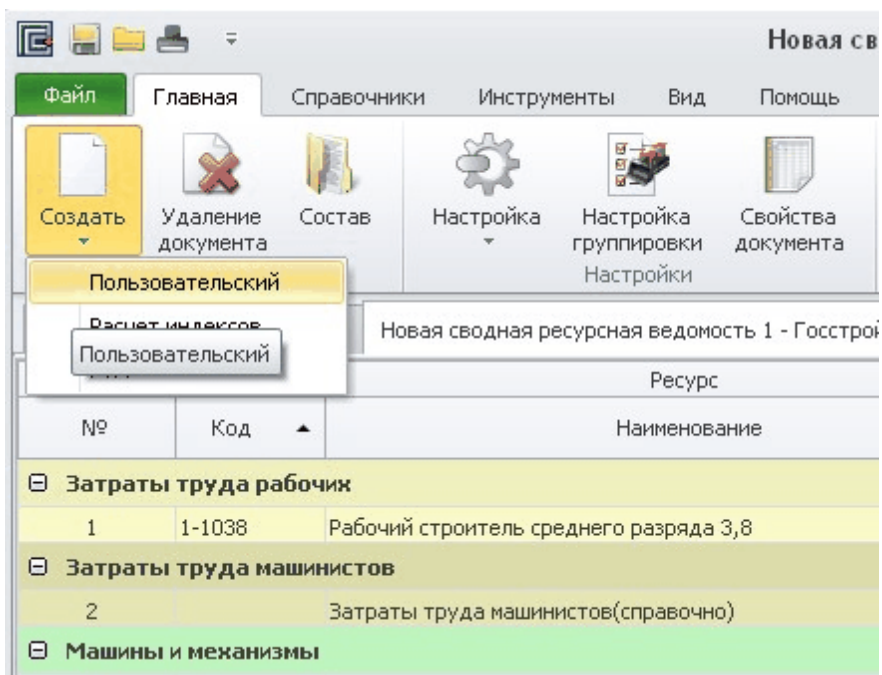 Новая св
Файл Главная Справочники Инструменты Вид Помощь
Создать Удаление документа Состав Настройка Настройка группировки Свойства документа
Настройки
Пользовательский
Расчет индексов
Пользовательский
Новая сводная ресурсная ведомость 1 - Госстрой
Ресурс
№ Код Наименование
Затраты труда рабочих
1 1-1038 Рабочий строитель среднего разряда 3,8
Затраты труда машинистов
2 Затраты труда машинистов(справочно)
Машины и механизмы